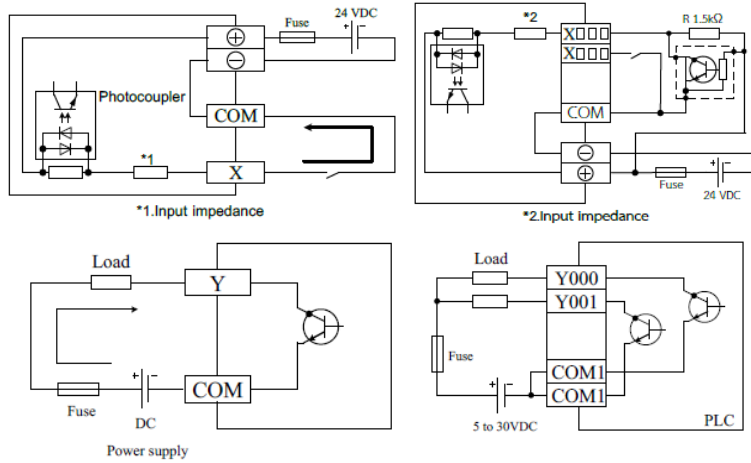 Fuse
24 VDC
+ -
⊕
⊖
Photocoupler
COM
*1
X
*1.Input impedance
*2
X□□□
X□□□
R 1.5kΩ
COM
⊖
⊕
+ -
Fuse
24 VDC
*2.Input impedance
Load
Y
+ -
COM
Fuse
DC
Power supply
Load
Y000
Y001
Fuse
COM1
COM1
+ -
5 to 30VDC
PLC